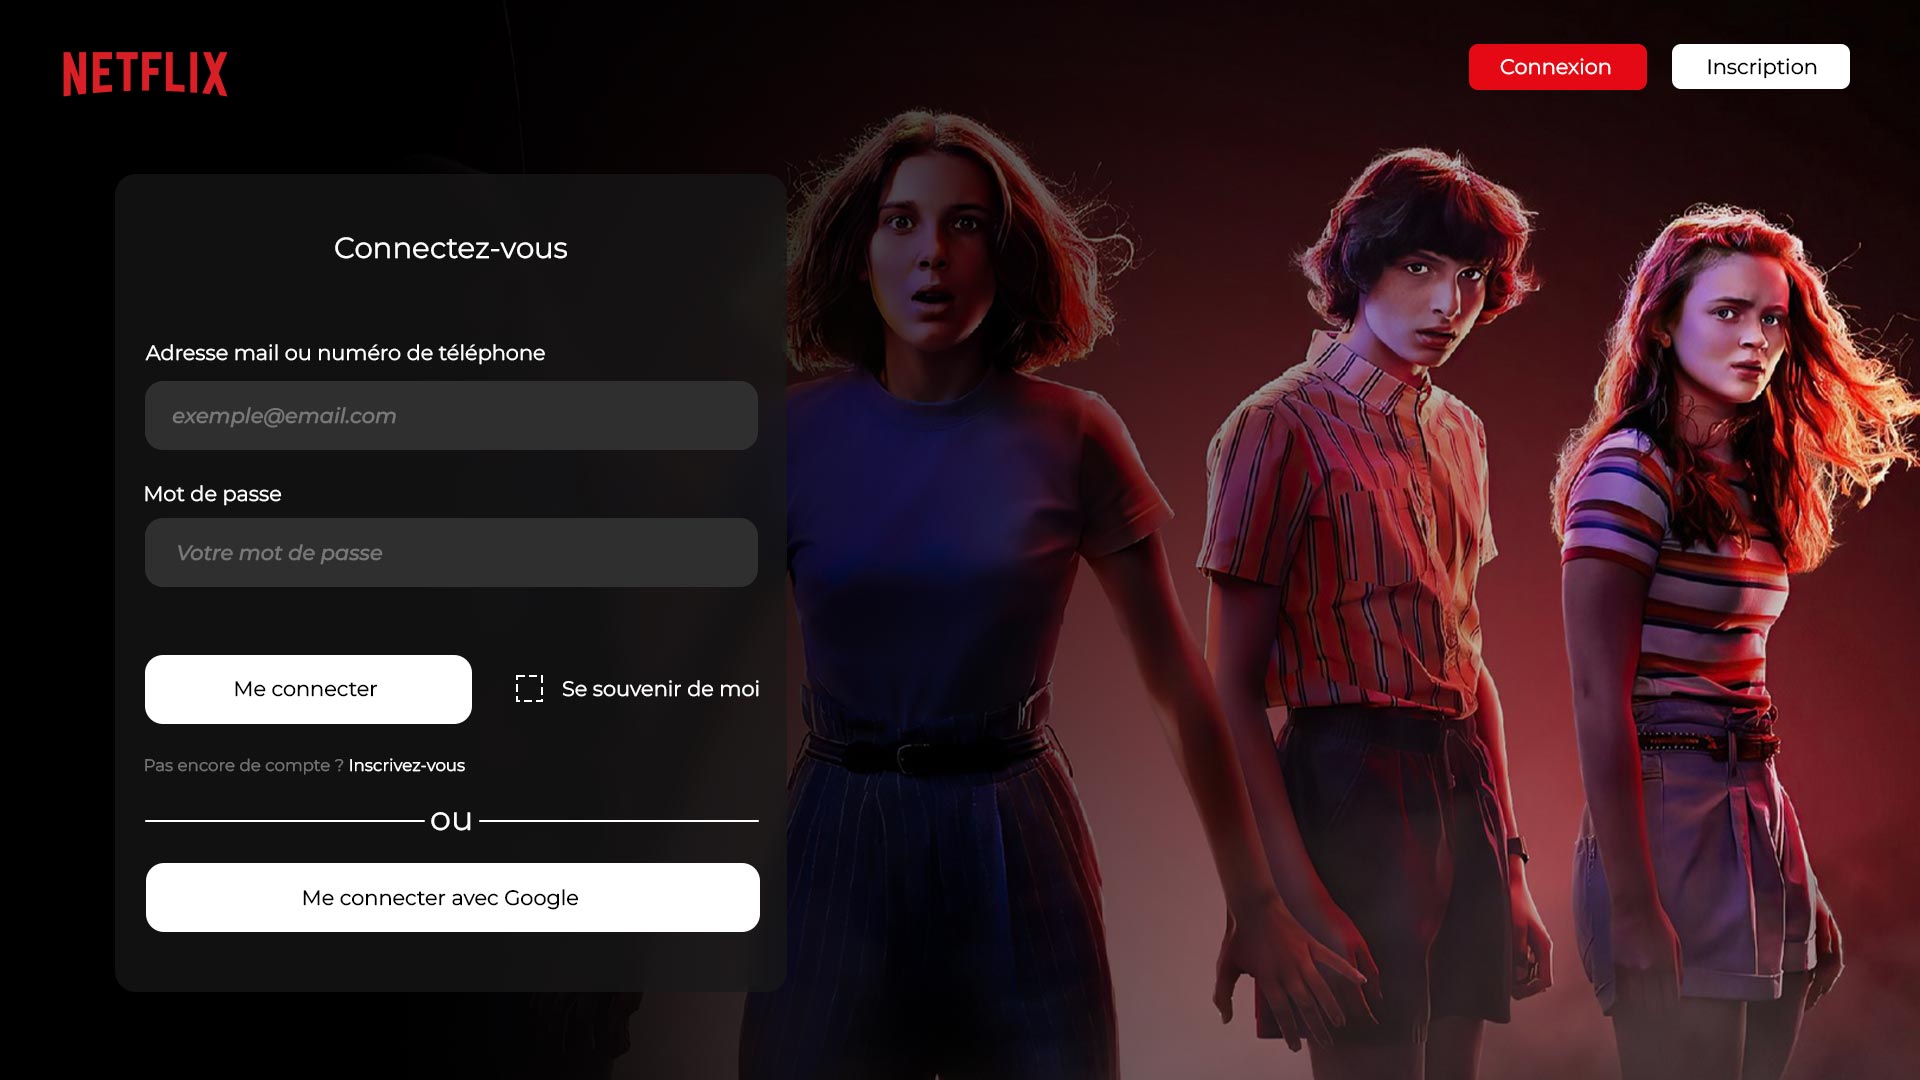 NETFLIX
Connexion
Inscription
Connectez-vous
Adresse mail ou numéro de téléphone
exemple@email.com
Mot de passe
Votre mot de passe
Me connecter
Se souvenir de moi
Pas encore de compte ? Inscrivez-vous
ou
Me connecter avec Google